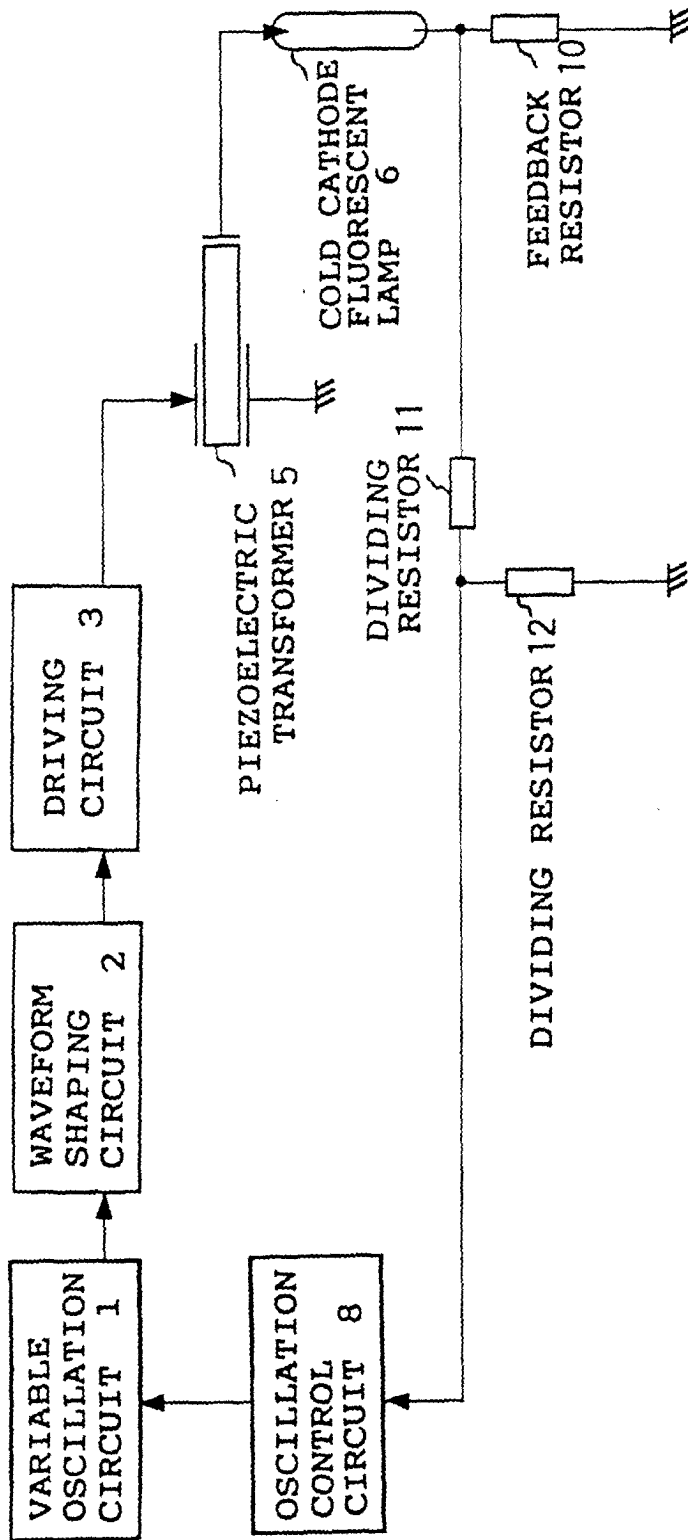 VARIABLE
OSCILLATION
CIRCUIT 1
WAVEFORM
SHAPING
CIRCUIT 2
DRIVING
CIRCUIT 3
PIEZOELECTRIC
TRANSFORMER 5
COLD CATHODE
FLUORESCENT
LAMP 6
OSCILLATION
CONTROL
CIRCUIT 8
DIVIDING
RESISTOR 11
FEEDBACK
RESISTOR 10
DIVIDING RESISTOR 12